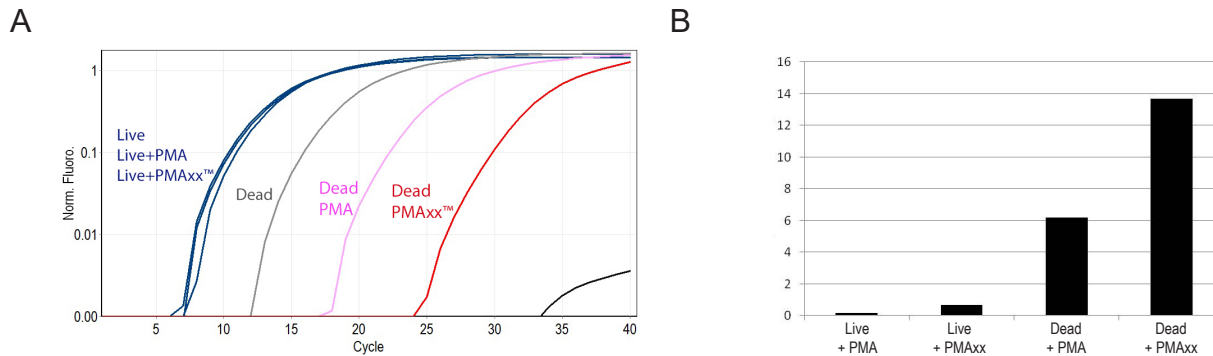 A
Norm. Fluoro.
1
0.1
0.01
0.00
Live
Live+PMA
Live+PMAxx™
Dead
Dead
PMA
Dead
PMAxx™
5 10 15 20 25 30 35 40
Cycle
B
16
14
12
10
8
6
4
2
0
Live
+ PMA
Live
+ PMAxx
Dead
+ PMA
Dead
+ PMAxx